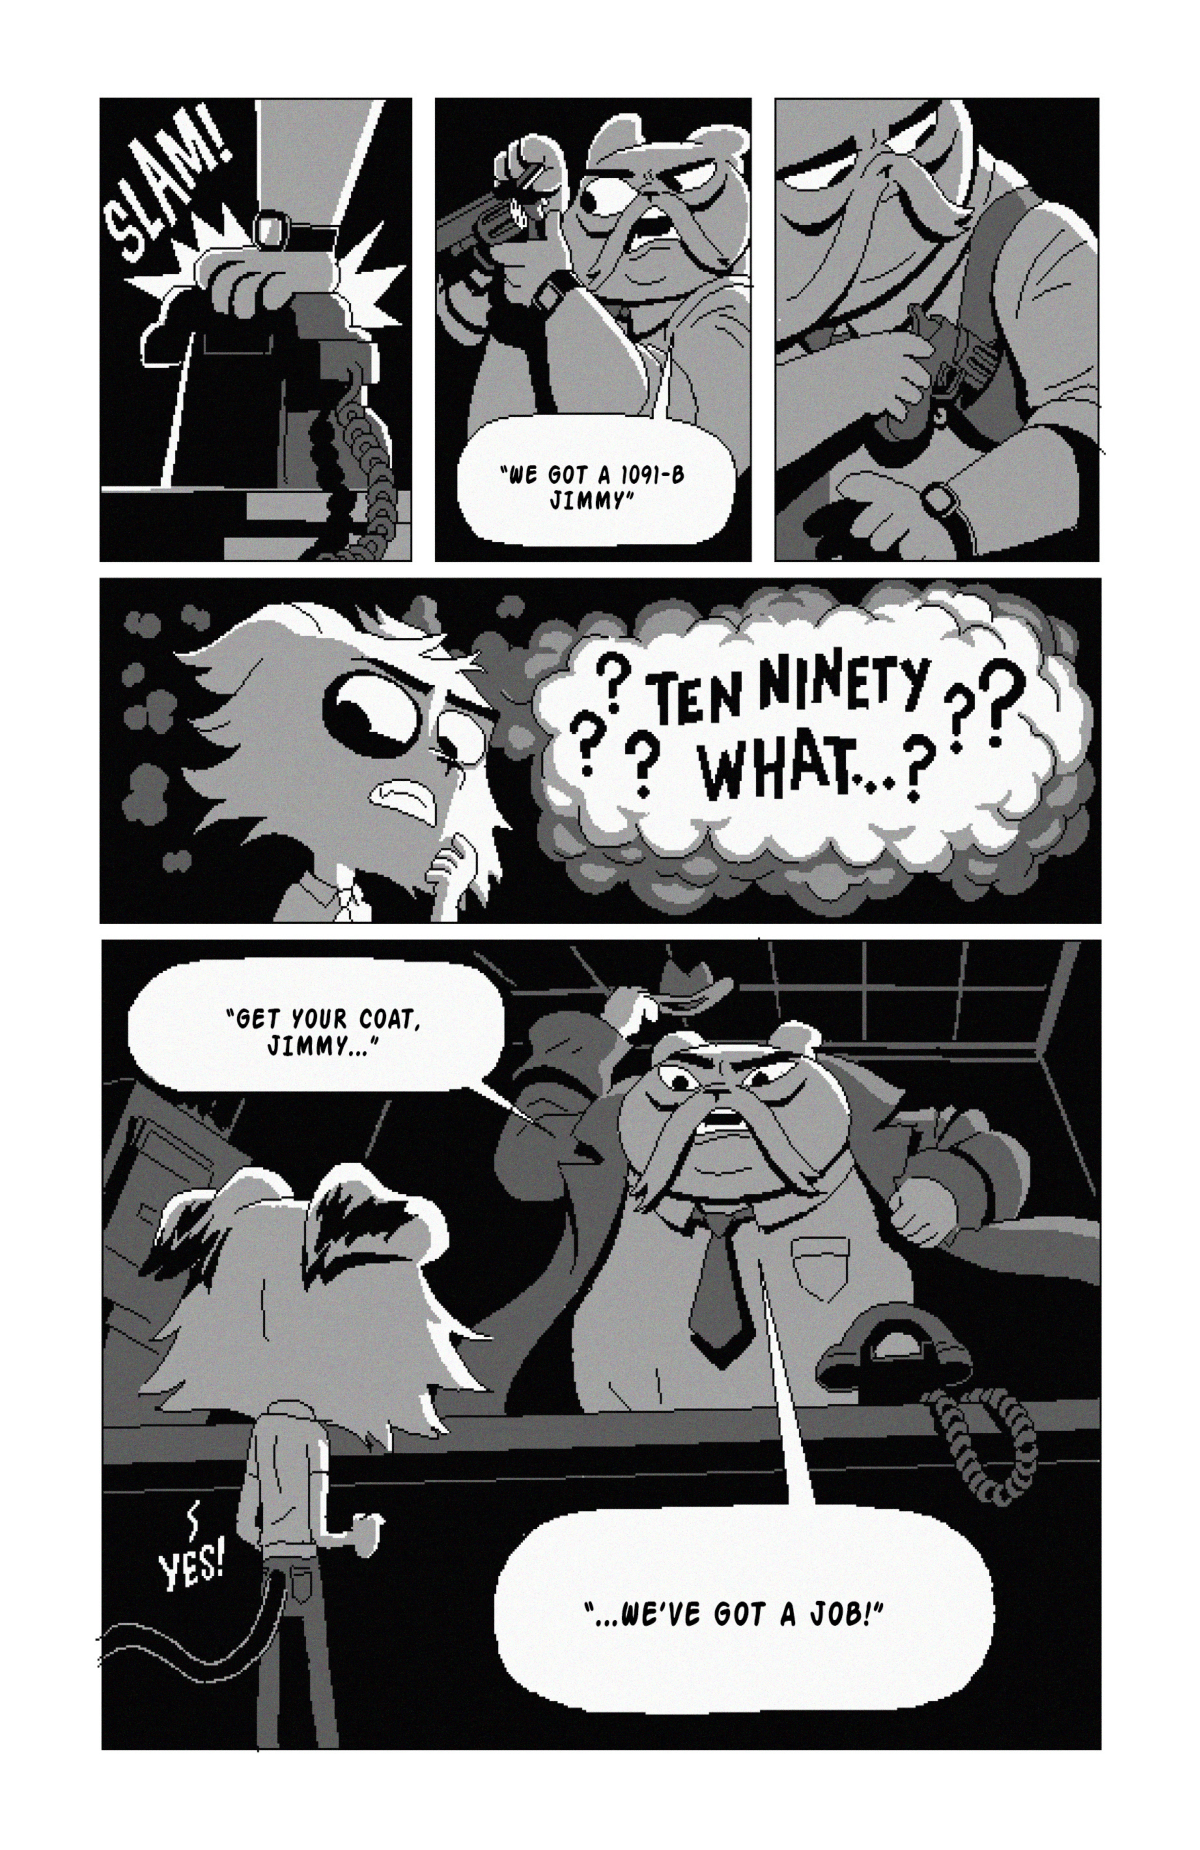 SLAM!
"WE GOT A 1091-B
JIMMY"
? TEN NINETY ??
? ? WHAT...?
"GET YOUR COAT,
JIMMY..."
YES!
"...WE'VE GOT A JOB!"